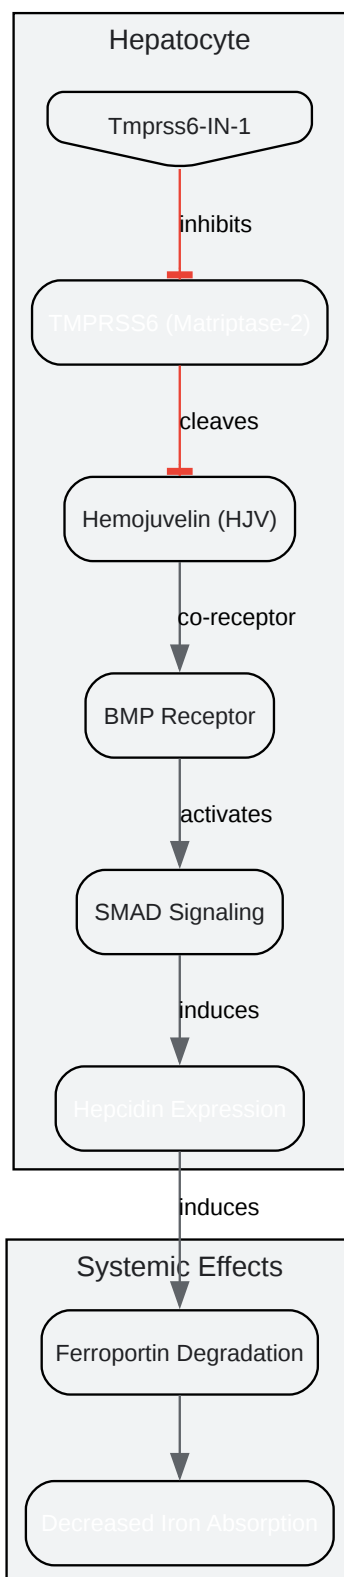 Hepatocyte
Tmprss6-IN-1
inhibits
TMPRSS6 (Matriptase-2)
cleaves
Hemojuvelin (HJV)
co-receptor
BMP Receptor
activates
SMAD Signaling
induces
Hepcidin Expression
induces
Systemic Effects
Ferroportin Degradation
Decreased Iron Absorption